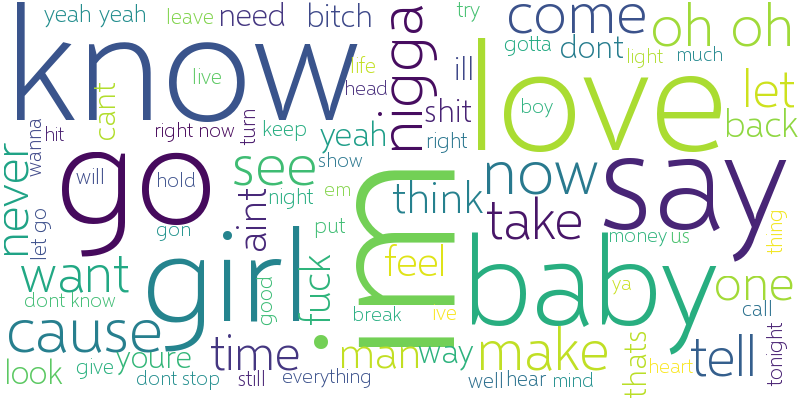 yeah yeah
leave
need
bitch
try
come
oh oh
know
nigga
gotta
dont
life
ill
light
much
live
head
love
let
boy
cant
shit
back
wanna
hit
right now
turn
keep
yeah
right
never
go
see
show
now
say
will
hold
night
em
think
let go
gon
aint
put
take
thing
im
money
us
want
girl
feel
baby
one
dont know
good
fuck
break
ive
ya
call
cause
youre
time
man
way
make
tell
tonight
look
give
dont stop
still
everything
well
hear
mind
thats
heart